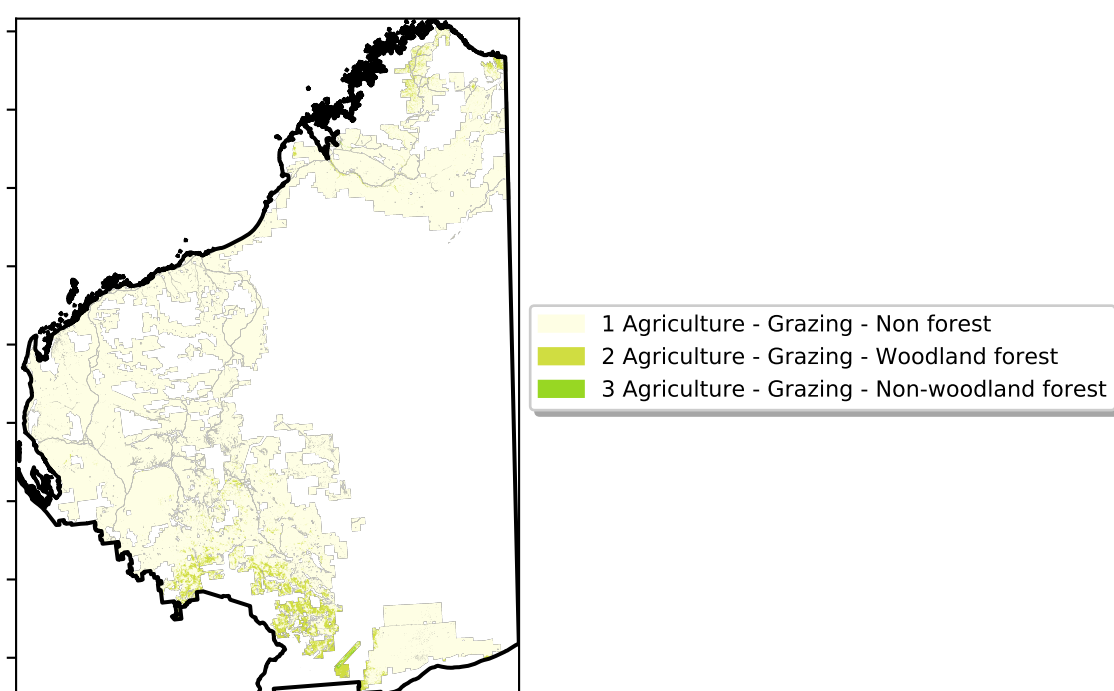 1 Agriculture - Grazing - Non forest
2 Agriculture - Grazing - Woodland forest
3 Agriculture - Grazing - Non-woodland forest